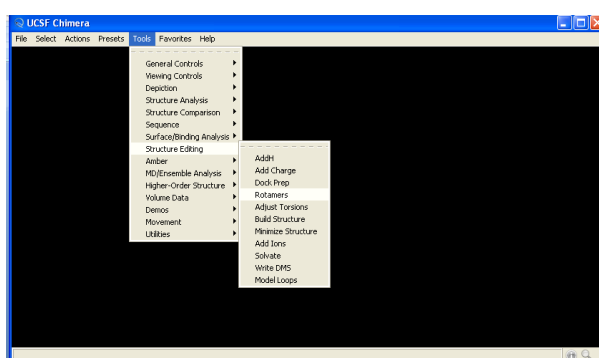 UCSF Chimera
File Select Actions Presets Tools Favorites Help
General Controls
Viewing Controls
Depiction
Structure Analysis
Structure Comparison
Sequence
Surface/Binding Analysis
Structure Editing
Amber
MD/Ensemble Analysis
Higher-Order Structure
Volume Data
Demos
Movement
Utilities
AddH
Add Charge
Dock Prep
Rotamers
Adjust Torsions
Build Structure
Minimize Structure
Add Ions
Solvate
Write DMS
Model Loops